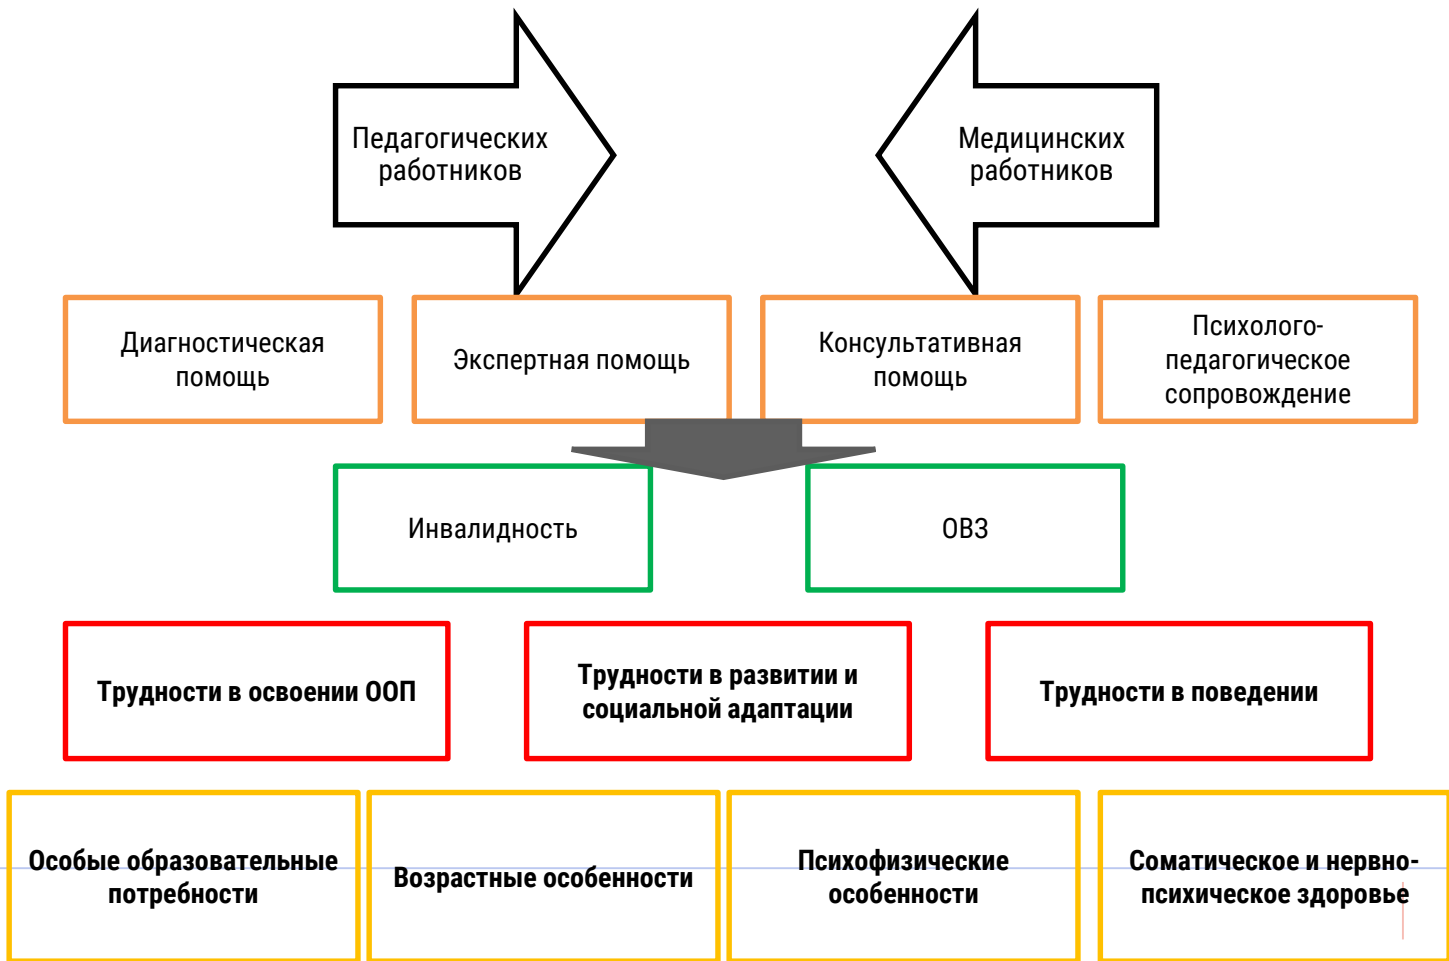 Педагогических
работников
Медицинских
работников
Диагностическая
помощь
Экспертная помощь
Консультативная
помощь
Психолого-
педагогическое
сопровождение
Инвалидность
ОВЗ
Трудности в освоении ООП
Трудности в развитии и
социальной адаптации
Трудности в поведении
Особые образовательные
потребности
Возрастные особенности
Психофизические
особенности
Соматическое и нервно-
психическое здоровье